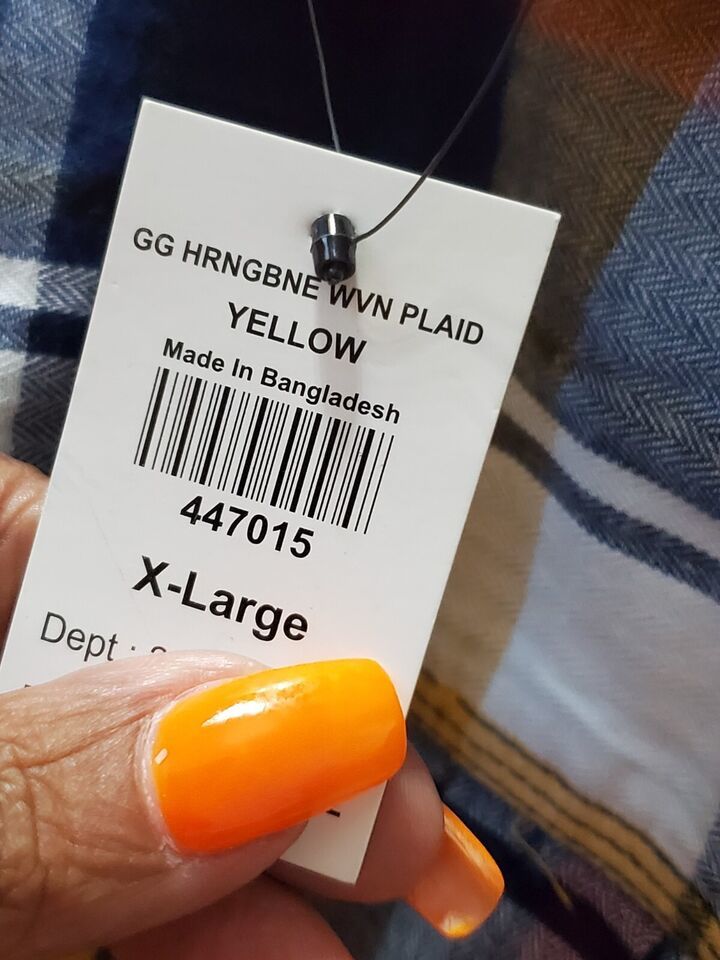 GG HRNGBNE WVN PLAID
YELLOW
Made In Bangladesh
447015
X-Large
Dept :